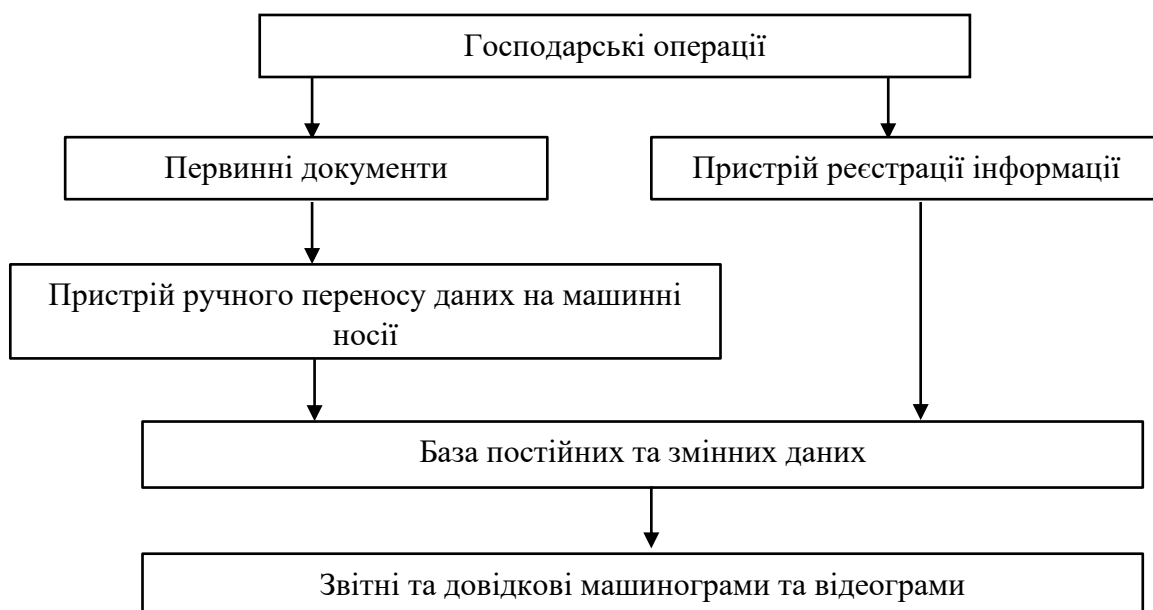 Господарські операції
Первинні документи
Пристрій реєстрації інформації
Пристрій ручного переносу даних на машинні
носії
База постійних та змінних даних
Звітні та довідкові машинограми та відеограми